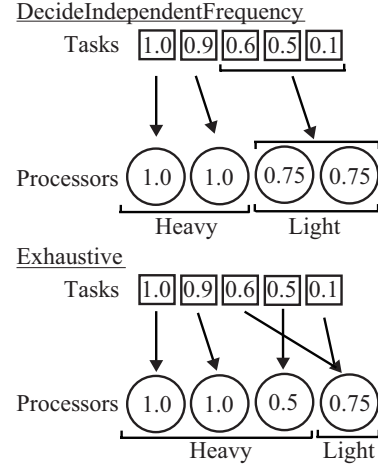 DecideIndependentFrequency
Tasks 1.0 0.9 0.6 0.5 0.1
Processors 1.0 1.0 0.75 0.75
Heavy Light
Exhaustive
Tasks 1.0 0.9 0.6 0.5 0.1
Processors 1.0 1.0 0.5 0.75
Heavy Light